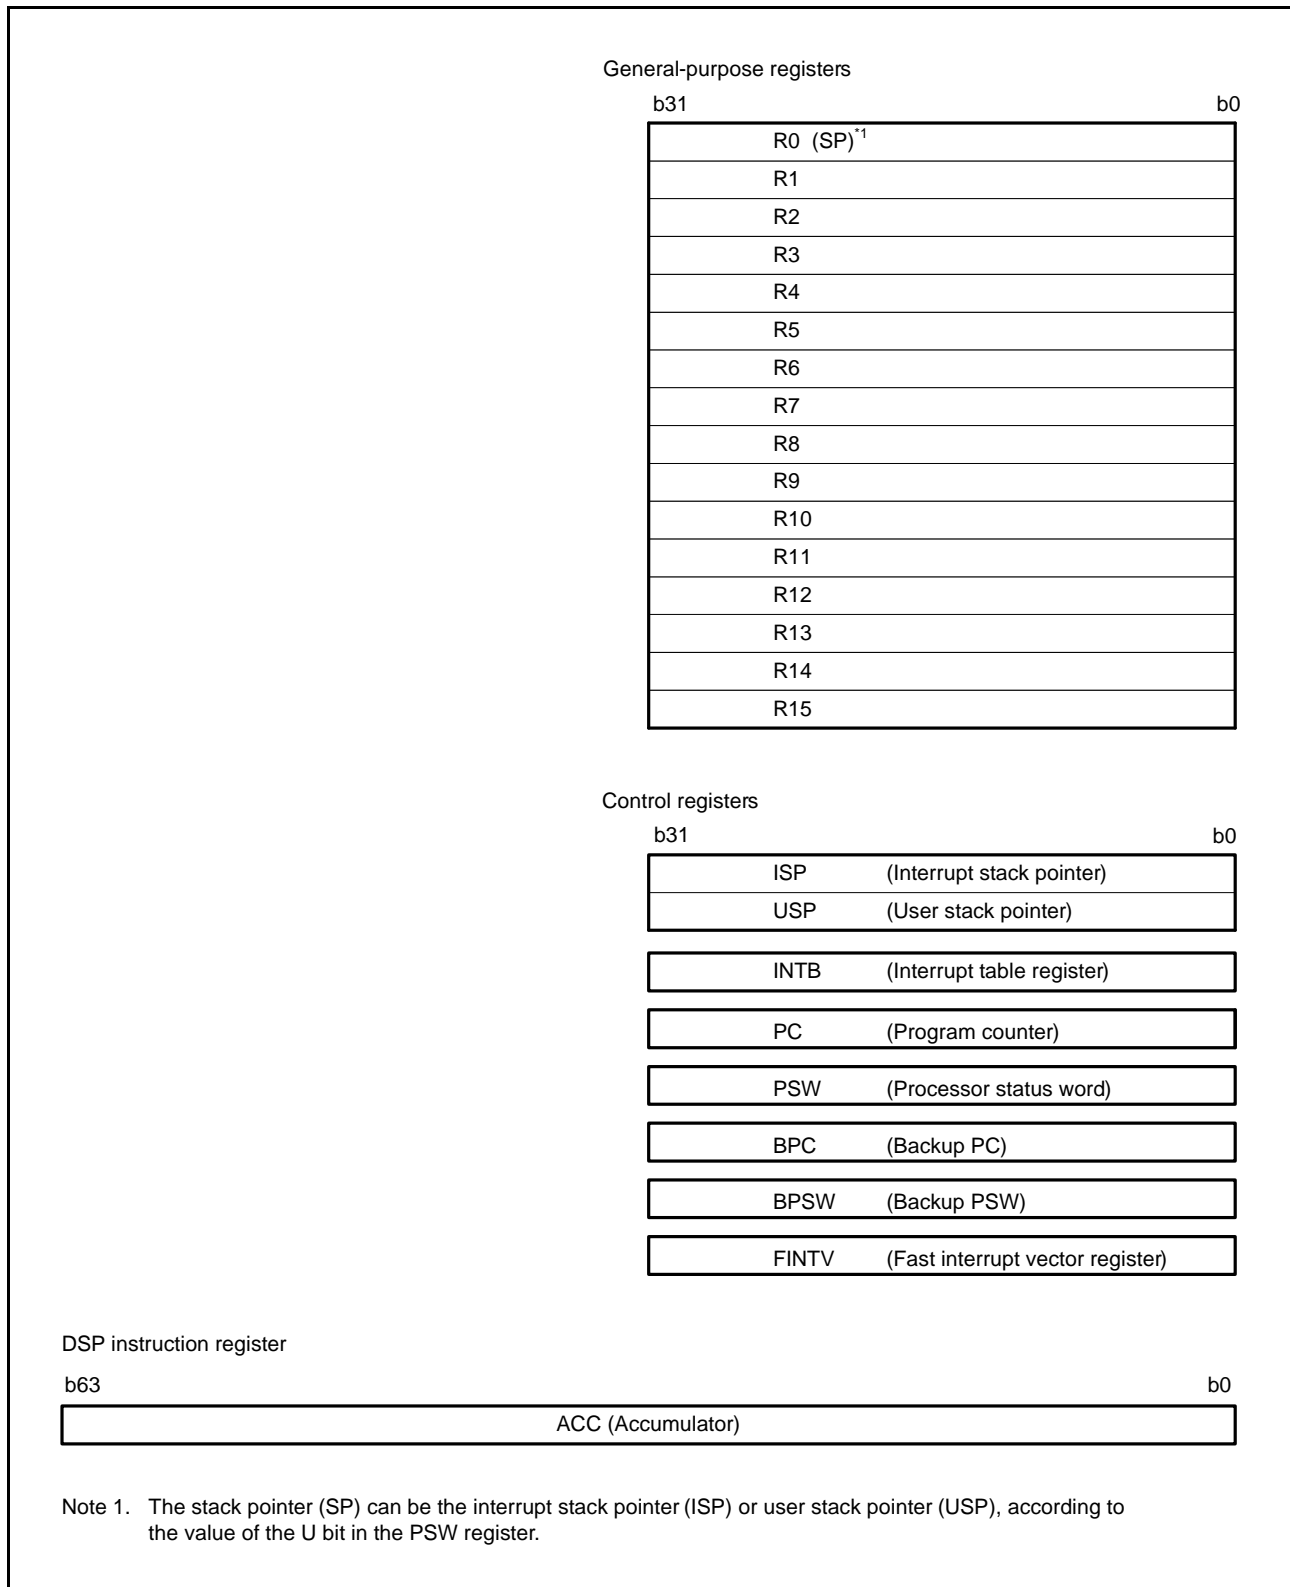 General-purpose registers
b31 b0
R0 (SP)*1
R1
R2
R3
R4
R5
R6
R7
R8
R9
R10
R11
R12
R13
R14
R15
Control registers
b31 b0
ISP (Interrupt stack pointer)
USP (User stack pointer)
INTB (Interrupt table register)
PC (Program counter)
PSW (Processor status word)
BPC (Backup PC)
BPSW (Backup PSW)
FINTV (Fast interrupt vector register)
DSP instruction register
b63 b0
ACC (Accumulator)
Note 1. The stack pointer (SP) can be the interrupt stack pointer (ISP) or user stack pointer (USP), according to
the value of the U bit in the PSW register.